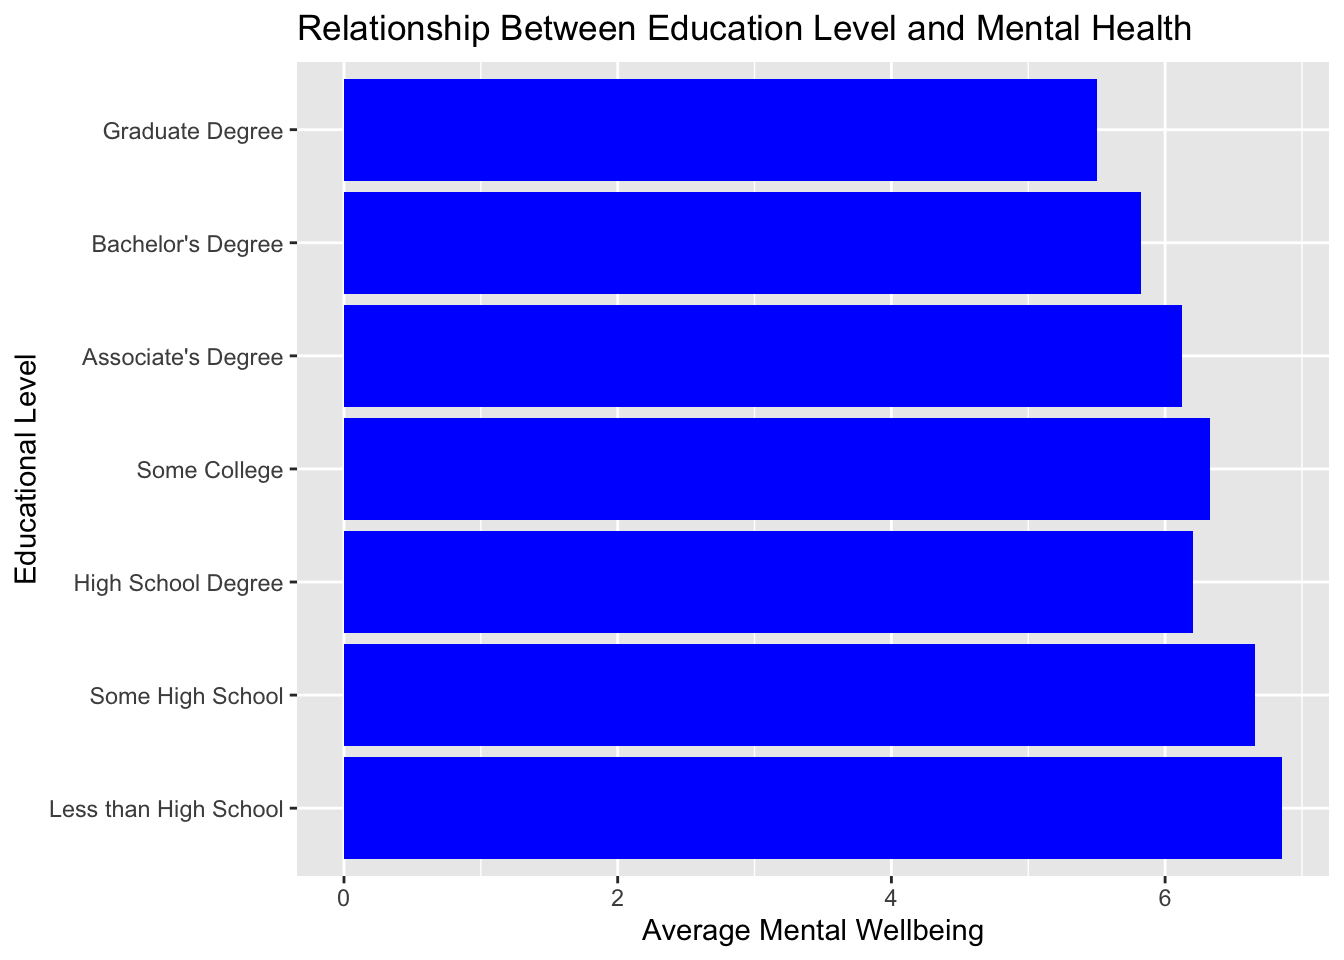 Relationship Between Education Level and Mental Health
Educational Level
Graduate Degree
Bachelor's Degree
Associate's Degree
Some College
High School Degree
Some High School
Less than High School
0 2 4 6
Average Mental Wellbeing